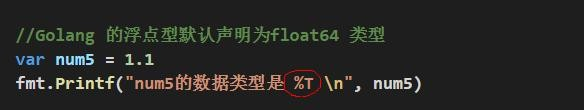 //Golang 的浮点型默认声明为float64 类型
var num5 = 1.1
fmt.Printf("num5的数据类型是 %T \n", num5)